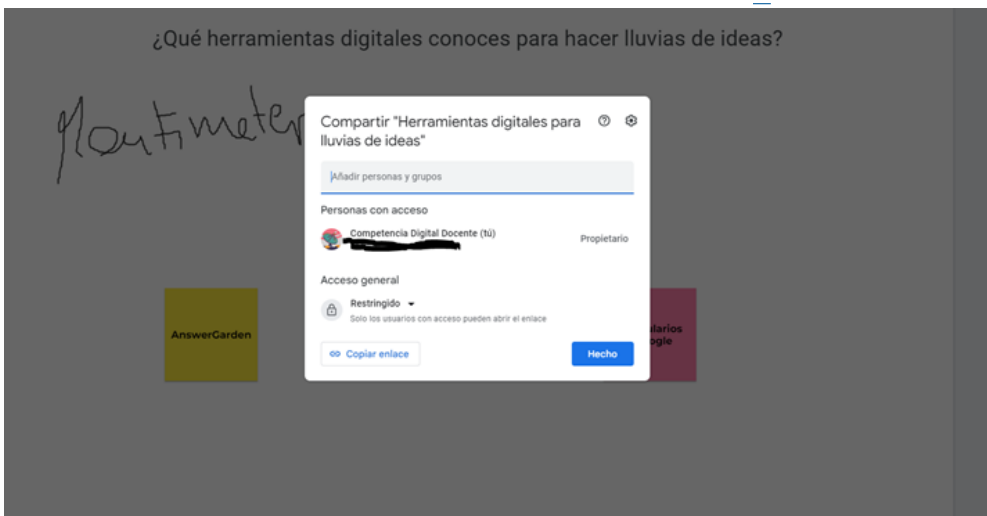 ¿Qué herramientas digitales conoces para hacer lluvias de ideas?
Compartir "Herramientas digitales para
lluvias de ideas"
Añadir personas y grupos
Personas con acceso
Competencia Digital Docente (tú)
Propietario
Acceso general
Restringido
Solo los usuarios con acceso pueden abrir el enlace
AnswerGarden
Copiar enlace
Hecho